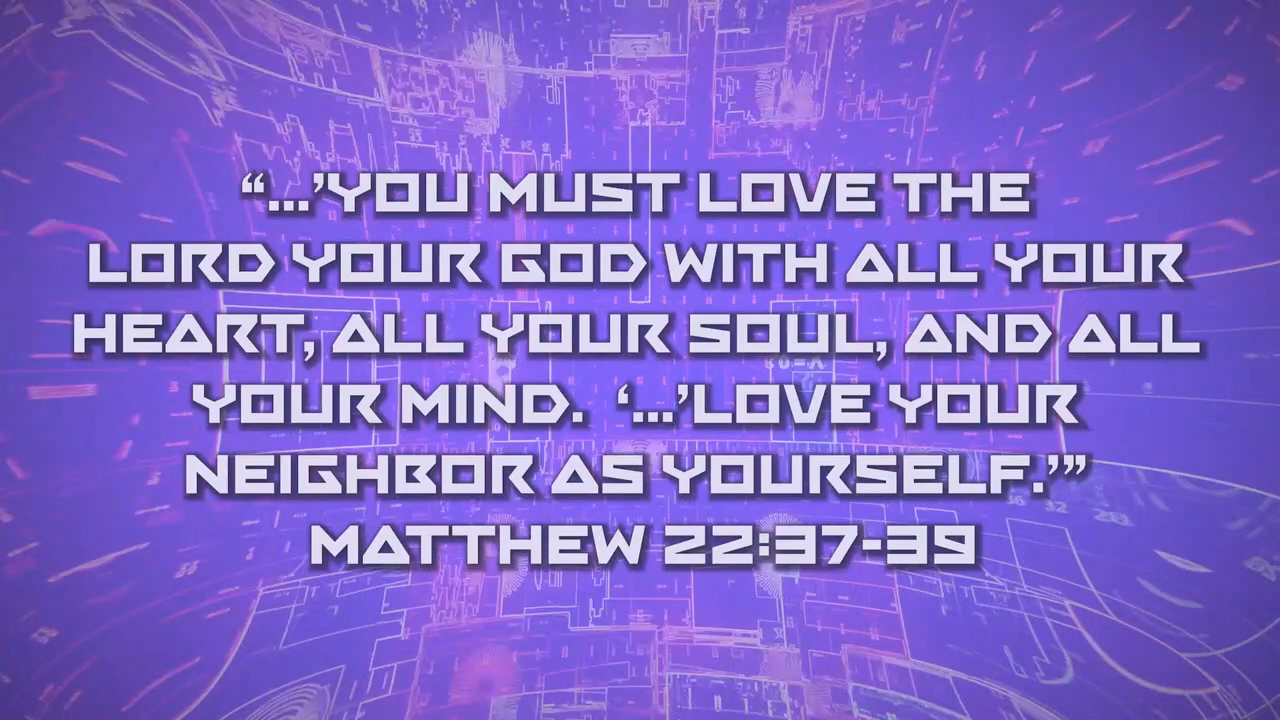 “...’YOU MUST LOVE THE
LORD YOUR GOD WITH ALL YOUR
HEART, ALL YOUR SOUL, AND ALL
YOUR MIND. ‘...’LOVE YOUR
NEIGHBOR AS YOURSELF.’”
MATTHEW 22:37-39